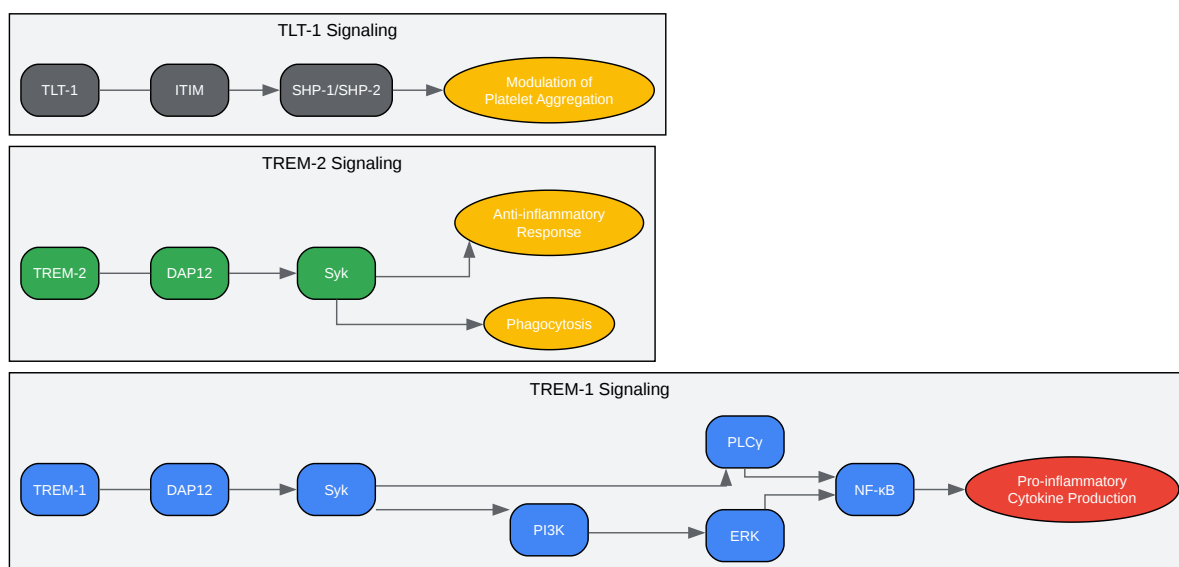 TLT-1 Signaling
TLT-1
ITIM
SHP-1/SHP-2
Modulation of
Platelet Aggregation
TREM-2 Signaling
Anti-inflammatory
Response
TREM-2
DAP12
Syk
Phagocytosis
TREM-1 Signaling
PLCγ
TREM-1
DAP12
Syk
NF-κB
Pro-inflammatory
Cytokine Production
PI3K
ERK